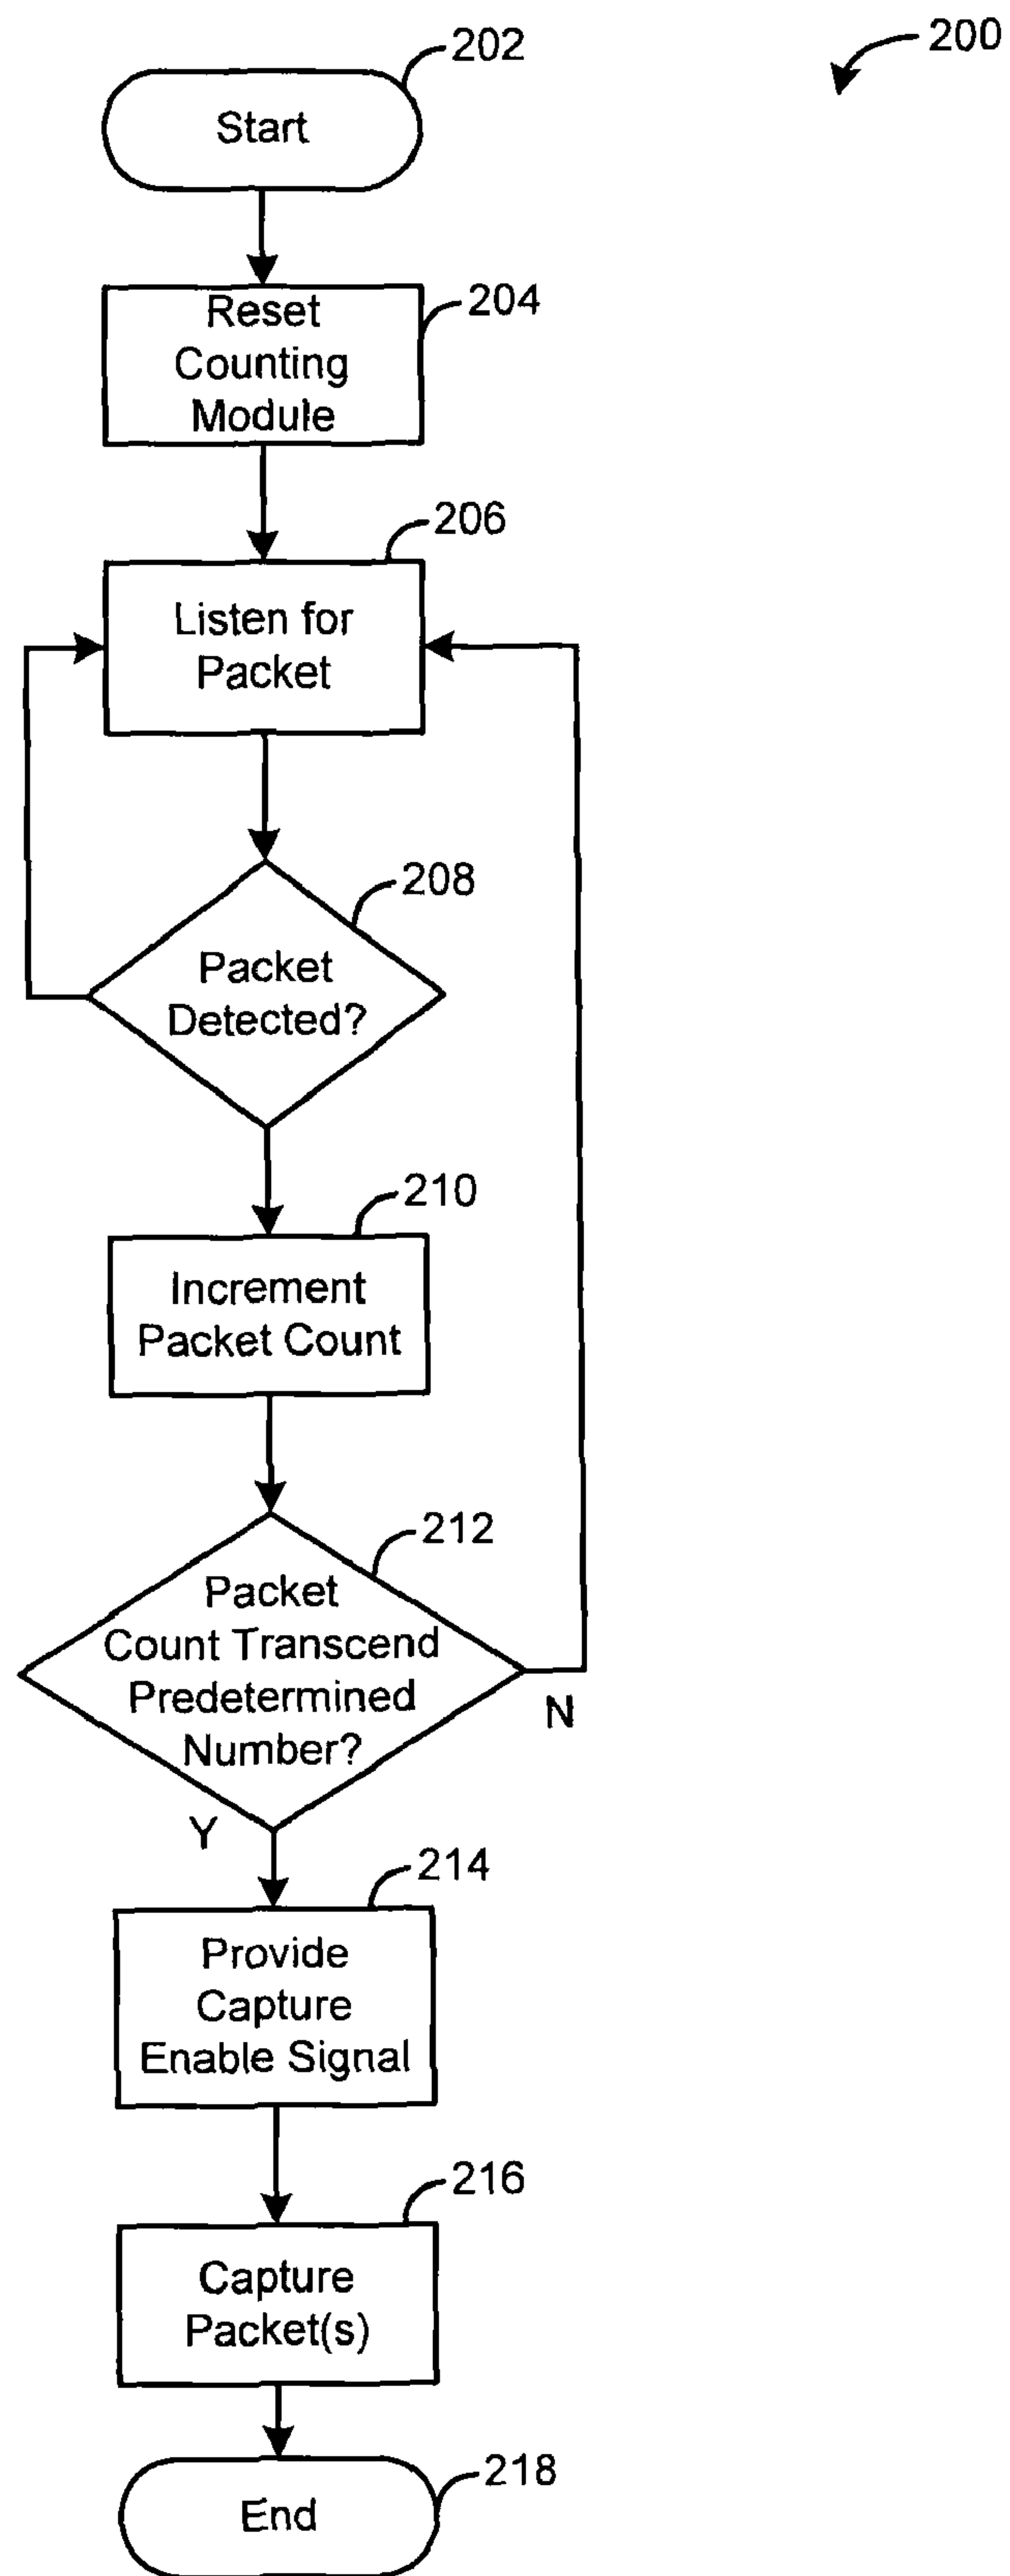 202
200
Start
204
Reset
Counting
Module
206
Listen for
Packet
208
Packet
Detected?
210
Increment
Packet Count
212
Packet
Count Transcend
Predetermined
Number?
N
Y
214
Provide
Capture
Enable Signal
216
Capture
Packet(s)
218
End